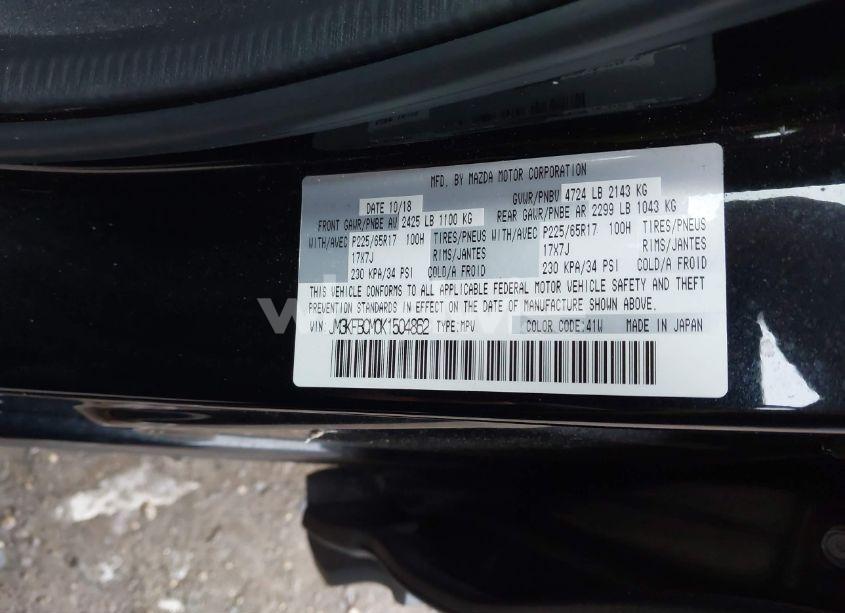 MFD. BY MAZDA MOTOR CORPORATION
DATE 10/18 GVWR/PNBV 4724 LB 2143 KG
FRONT GAWR/PNBE AV 2425 LB 1100 KG REAR GAWR/PNBE AR 2299 LB 1043 KG
WITH/AVEC P225/65R17 100H TIRES/PNEUS WITH/AVEC P225/65R17 100H TIRES/PNEUS
17X7J RIMS/JANTES 17X7J RIMS/JANTES
230 KPA/34 PSI COLD/A FROID 230 KPA/34 PSI COLD/A FROID
THIS VEHICLE CONFORMS TO ALL APPLICABLE FEDERAL MOTOR VEHICLE SAFETY AND THEFT
PREVENTION STANDARDS IN EFFECT ON THE DATE OF MANUFACTURE SHOWN ABOVE.
VIN: JM3KFBCM0K1504852 TYPE:MPV COLOR CODE:41W MADE IN JAPAN